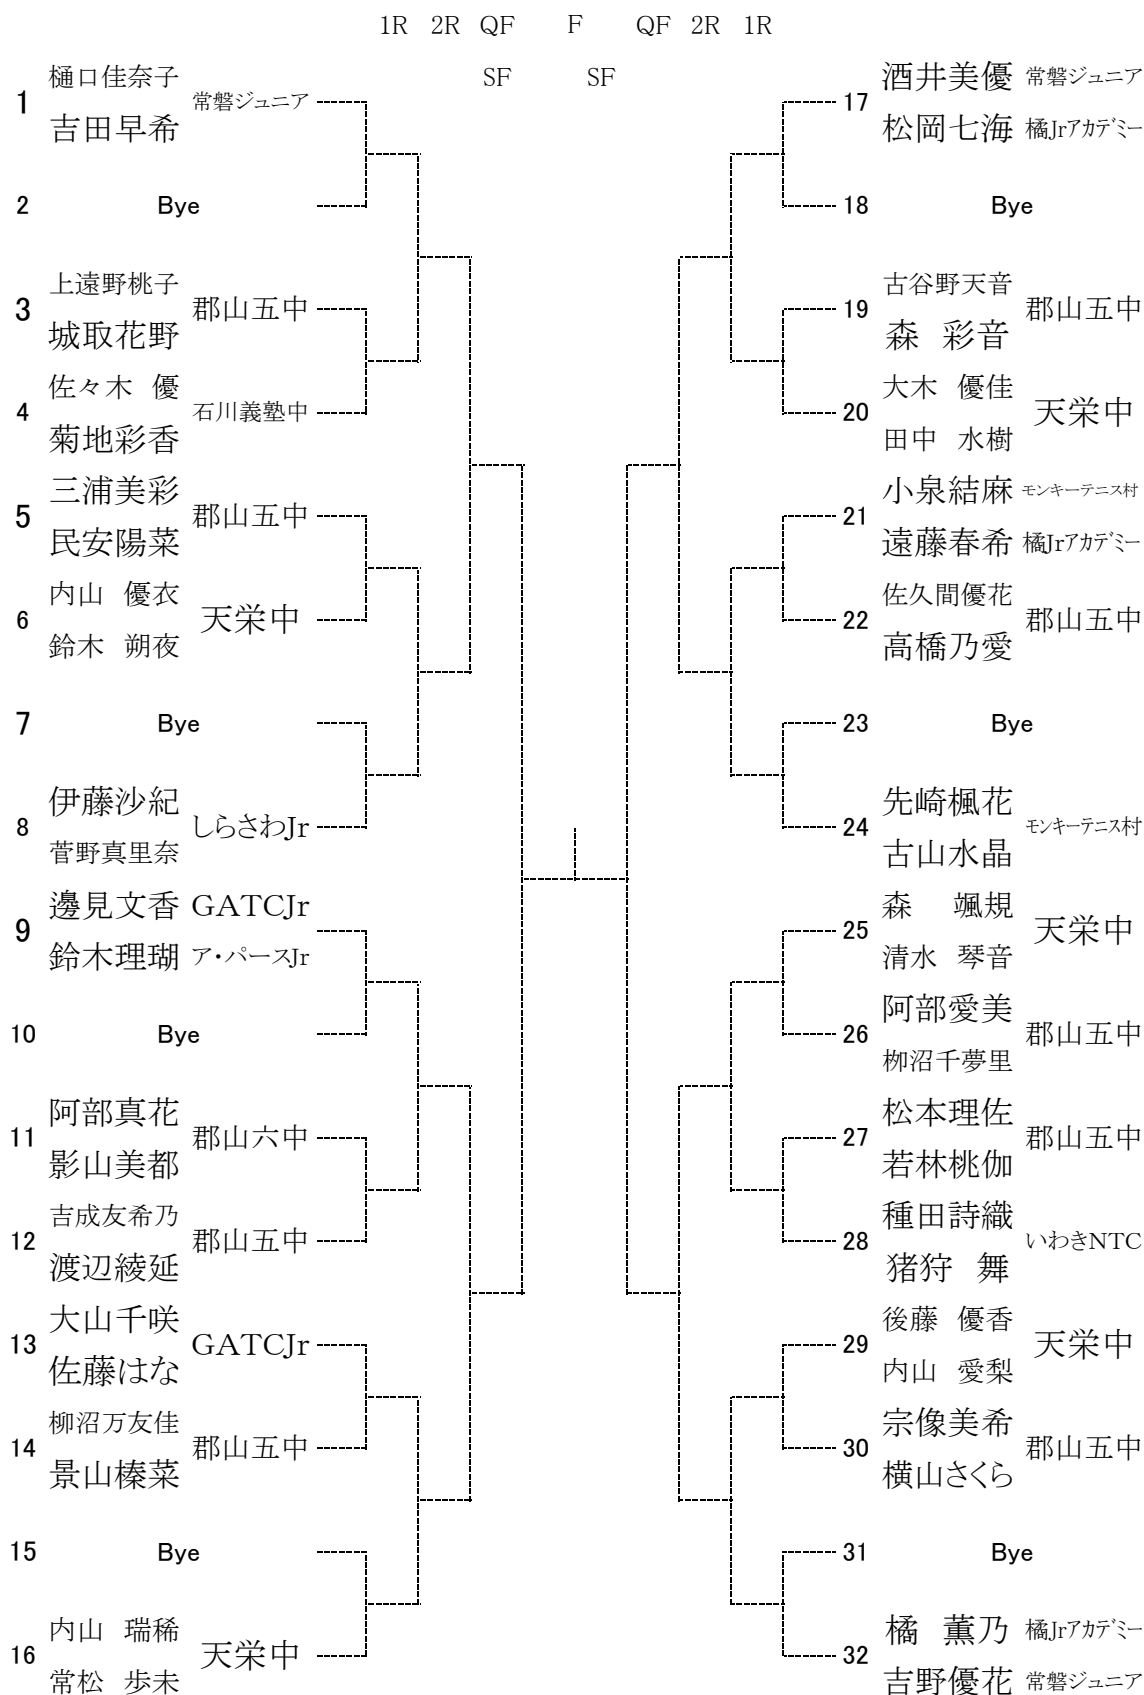 1R 2R QF F QF 2R 1R
SF SF
1 樋口佳奈子 吉田早希 常磐ジュニア
2 Bye
3 上遠野桃子 城取花野 郡山五中
4 佐々木 優 菊地彩香 石川義塾中
5 三浦美彩 民安陽菜 郡山五中
6 内山 優衣 鈴木 朔夜 天栄中
7 Bye
8 伊藤沙紀 菅野真里奈 しらさわJr
9 邊見文香 GATCJr
鈴木理瑚 ア・パースJr
10 Bye
11 阿部真花 影山美都 郡山六中
12 吉成友希乃 渡辺綾延 郡山五中
13 大山千咲 佐藤はな GATCJr
14 柳沼万友佳 景山榛菜 郡山五中
15 Bye
16 内山 瑞稀 常松 歩未 天栄中
17 酒井美優 常磐ジュニア
松岡七海 橘Jrアカデミー
18 Bye
19 古谷野天音 森 彩音 郡山五中
20 大木 優佳 田中 水樹 天栄中
21 小泉結麻 モンキーテニス村
遠藤春希 橘Jrアカデミー
22 佐久間優花 高橋乃愛 郡山五中
23 Bye
24 先崎楓花 古山水晶 モンキーテニス村
25 森 颯規 清水 琴音 天栄中
26 阿部愛美 栁沼千夢里 郡山五中
27 松本理佐 若林桃伽 郡山五中
28 種田詩織 猪狩 舞 いわきNTC
29 後藤 優香 内山 愛梨 天栄中
30 宗像美希 横山さくら 郡山五中
31 Bye
32 橘 薫乃 橘Jrアカデミー
吉野優花 常磐ジュニア